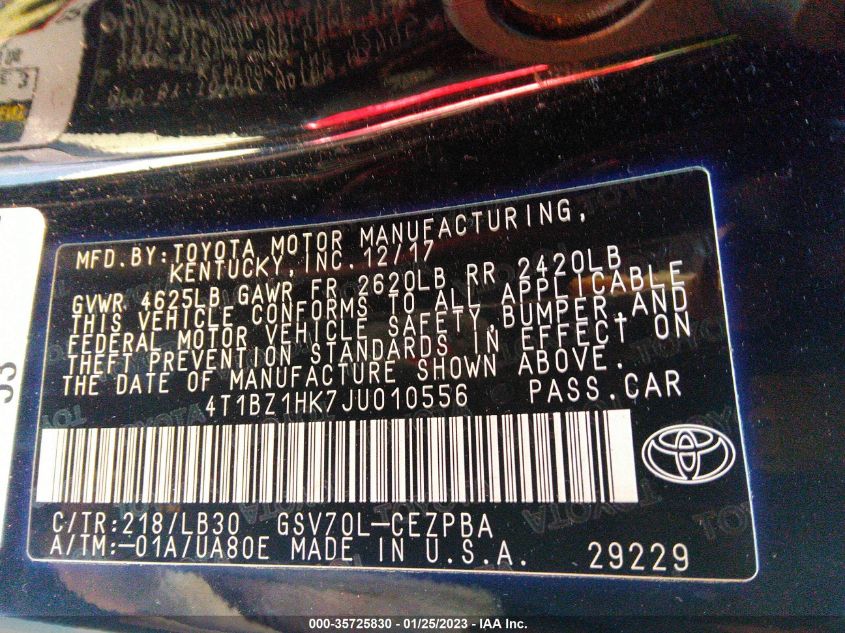 MFD.BY:TOYOTA MOTOR MANUFACTURING,
KENTUCKY,INC.12/17
GVWR 4625LB GAWR FR 2620LB RR 2420LB
THIS VEHICLE CONFORMS TO ALL APPLICABLE
FEDERAL MOTOR VEHICLE SAFETY,BUMPER,AND
THEFT PREVENTION STANDARDS IN EFFECT ON
THE DATE OF MANUFACTURE SHOWN ABOVE.
4T1BZ1HK7JU010556 PASS.CAR
C/TR:218/LB30 GSV70L-CEZPBA
A/TM:-01A/UA80E MADE IN U.S.A. 29229
000-35725830 - 01/25/2023 - IAA Inc.